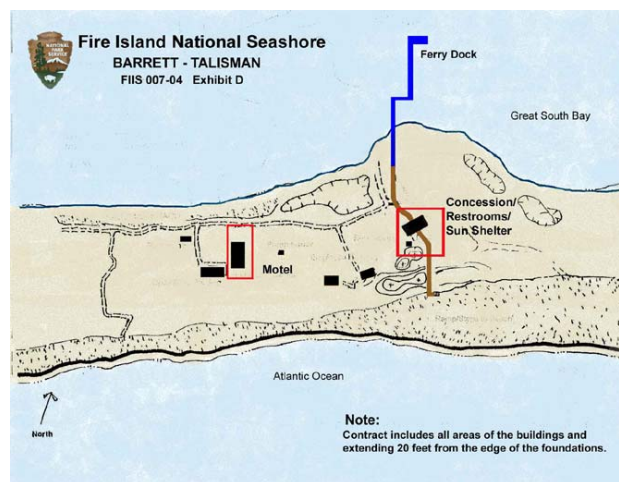 NATIONAL
PARK
SERVICE
Fire Island National Seashore
BARRETT - TALISMAN
FIIS 007-04 Exhibit D
Ferry Dock
Great South Bay
Concession/
Restrooms/
Sun Shelter
Motel
Atlantic Ocean
North
Note:
Contract includes all areas of the buildings and
extending 20 feet from the edge of the foundations.